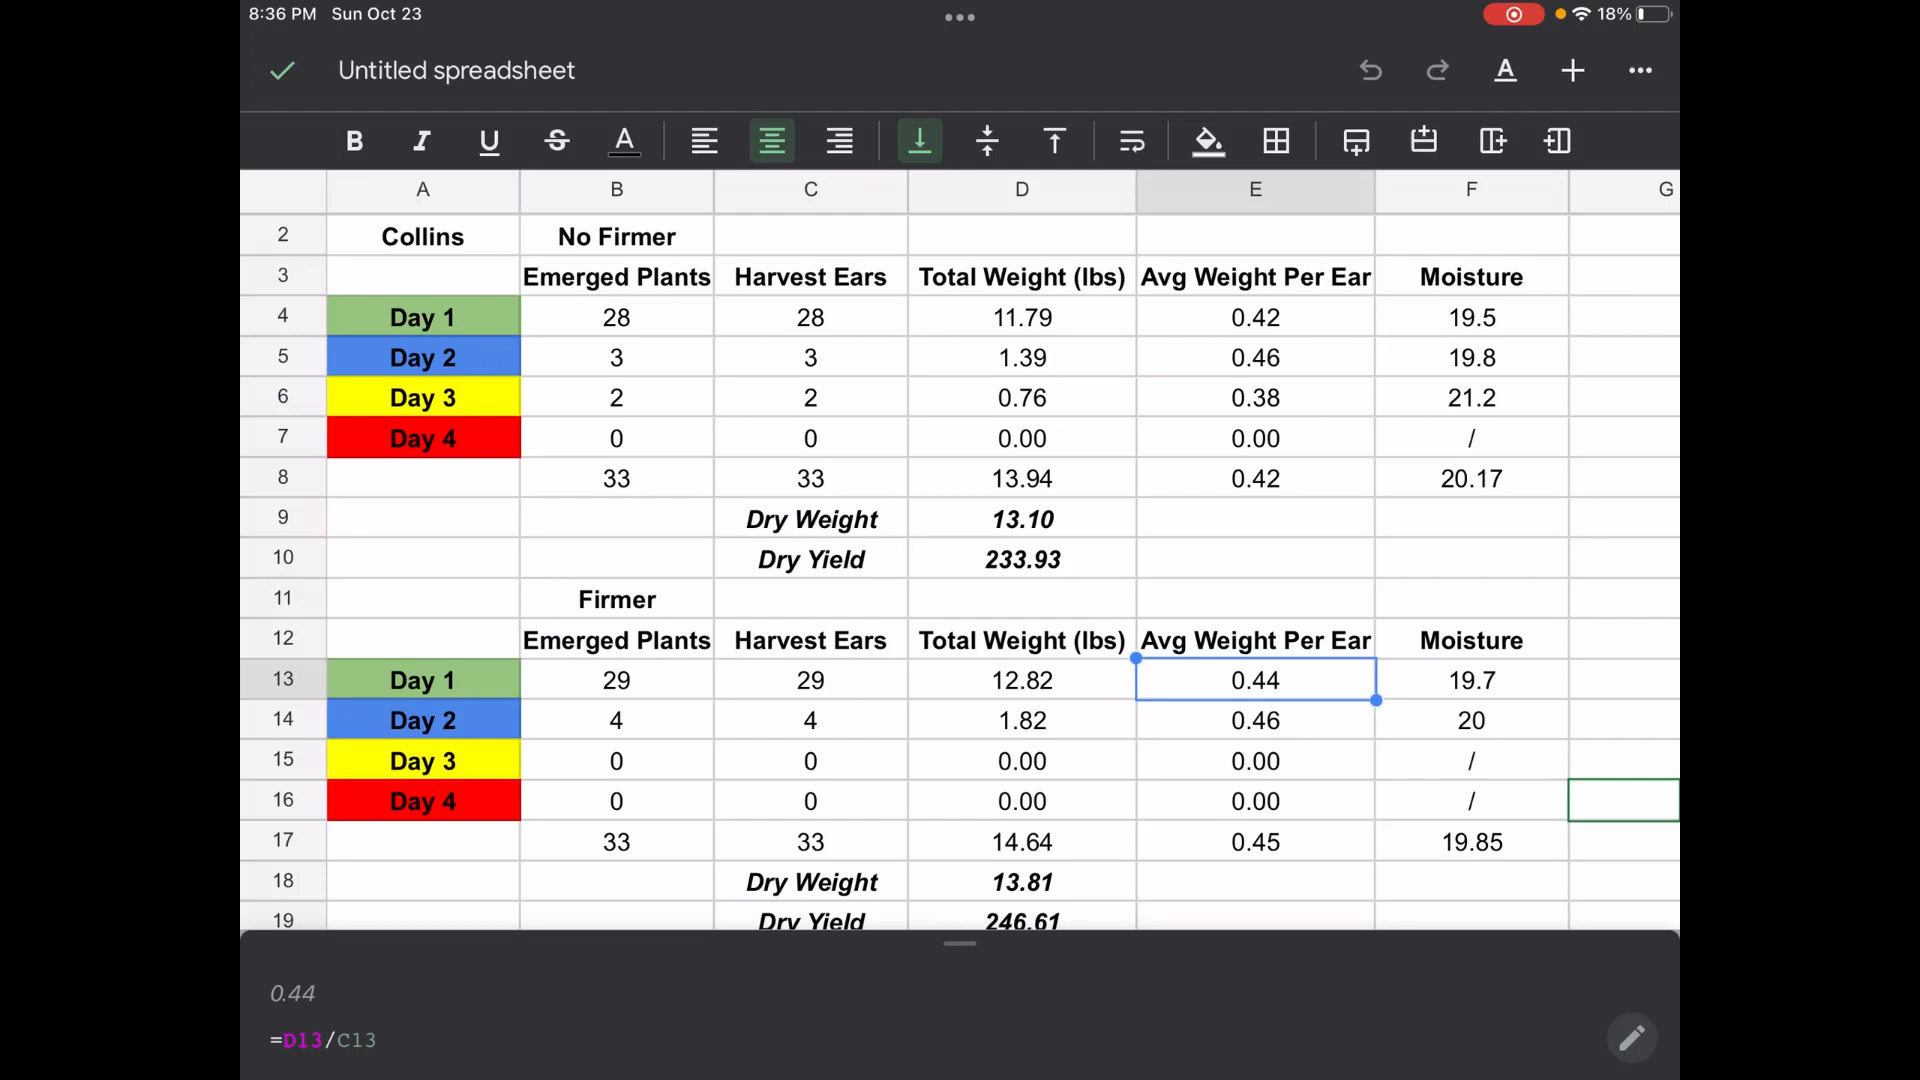 8:36 PM Sun Oct 23
18%
Untitled spreadsheet
B I U S A
A B C D E F G
2 Collins No Firmer
3 Emerged Plants Harvest Ears Total Weight (lbs) Avg Weight Per Ear Moisture
4 Day 1 28 28 11.79 0.42 19.5
5 Day 2 3 3 1.39 0.46 19.8
6 Day 3 2 2 0.76 0.38 21.2
7 Day 4 0 0 0.00 0.00 /
8 33 33 13.94 0.42 20.17
9 Dry Weight 13.10
10 Dry Yield 233.93
11 Firmer
12 Emerged Plants Harvest Ears Total Weight (lbs) Avg Weight Per Ear Moisture
13 Day 1 29 29 12.82 0.44 19.7
14 Day 2 4 4 1.82 0.46 20
15 Day 3 0 0 0.00 0.00 /
16 Day 4 0 0 0.00 0.00 /
17 33 33 14.64 0.45 19.85
18 Dry Weight 13.81
19 Dry Yield 246.61
0.44
=D13/C13